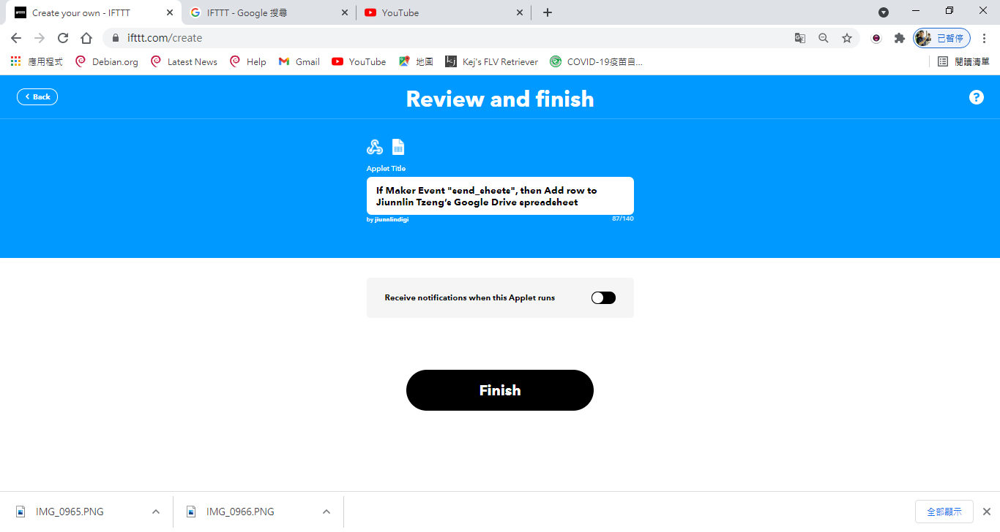 Create your own - IFTTT
IFTTT - Google 搜尋
YouTube
ifttt.com/create
已暫停
應用程式
Debian.org
Latest News
Help
Gmail
YouTube
地圖
Kej's FLV Retriever
COVID-19疫苗自...
閱讀清單
Back
Review and finish
?
Applet Title
If Maker Event "send_sheets", then Add row to
Jiunnlin Tzeng's Google Drive spreadsheet
by jiunnlindigi
87/140
Receive notifications when this Applet runs
Finish
IMG_0965.PNG
IMG_0966.PNG
全部顯示